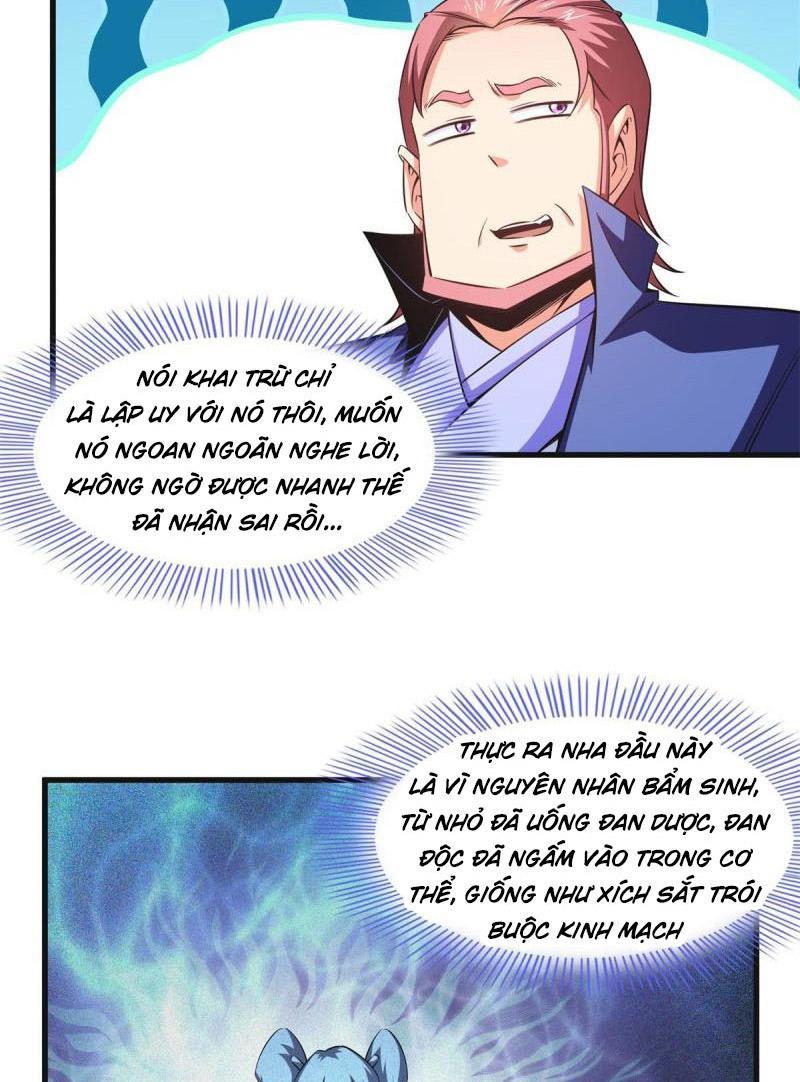 NÓI KHAI TRỪ CHỈ
LÀ LẬP UY VỚI NÓ THÔI, MUỐN
NÓ NGOAN NGOÃN NGHE LỜI,
KHÔNG NGỜ ĐƯỢC NHANH THẾ
ĐÃ NHẬN SAI RỒI...
THỰC RA NHA ĐẦU NÀY
LÀ VÌ NGUYÊN NHÂN BẨM SINH,
TỪ NHỎ ĐÃ UỐNG ĐAN DƯỢC, ĐAN
ĐỘC ĐÃ NGẤM VÀO TRONG CƠ
THỂ, GIỐNG NHƯ XÍCH SẮT TRÓI
BUỘC KINH MẠCH